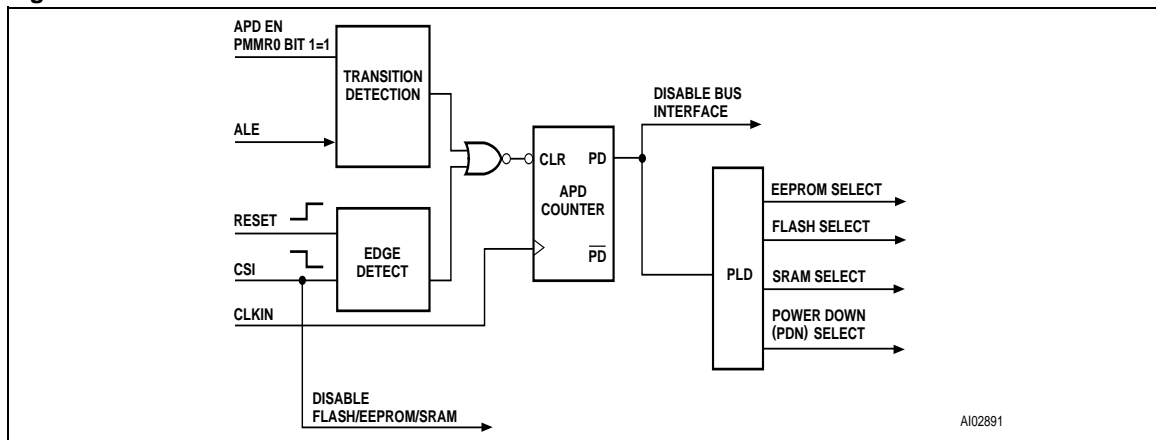 APD EN
PMMR0 BIT 1=1
TRANSITION
DETECTION
ALE
RESET
CSI
CLKIN
EDGE
DETECT
CLR
PD
APD
COUNTER
PD
DISABLE BUS
INTERFACE
PLD
EEPROM SELECT
FLASH SELECT
SRAM SELECT
POWER DOWN
(PDN) SELECT
DISABLE
FLASH/EEPROM/SRAM
AI02891